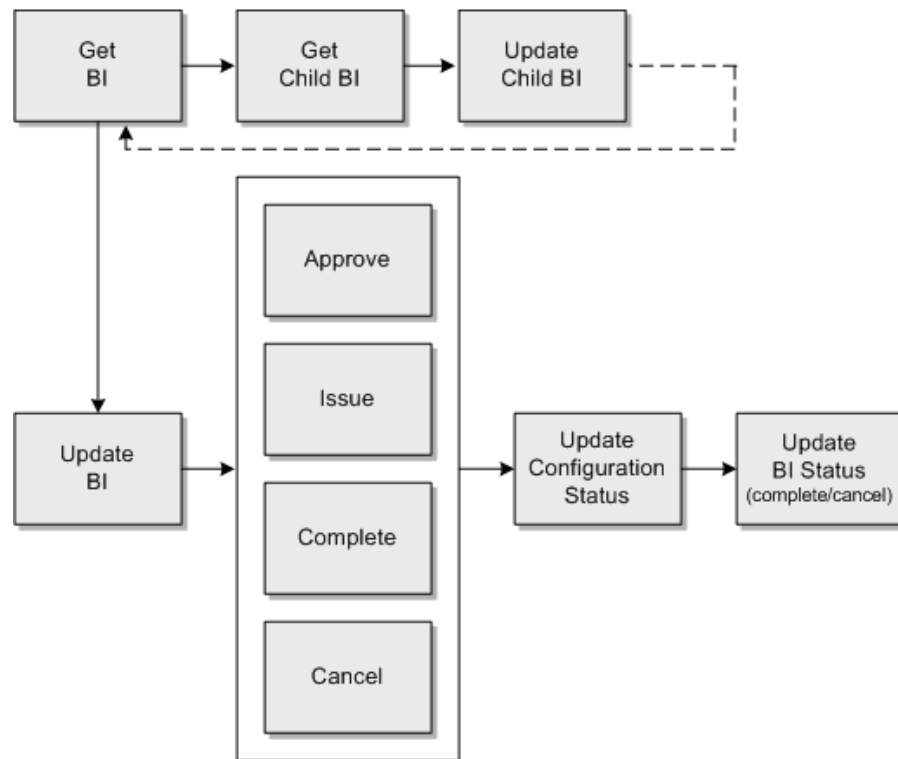 Get
BI
Get
Child BI
Update
Child BI
Approve
Issue
Complete
Cancel
Update
BI
Update
Configuration
Status
Update
BI Status
(complete/cancel)